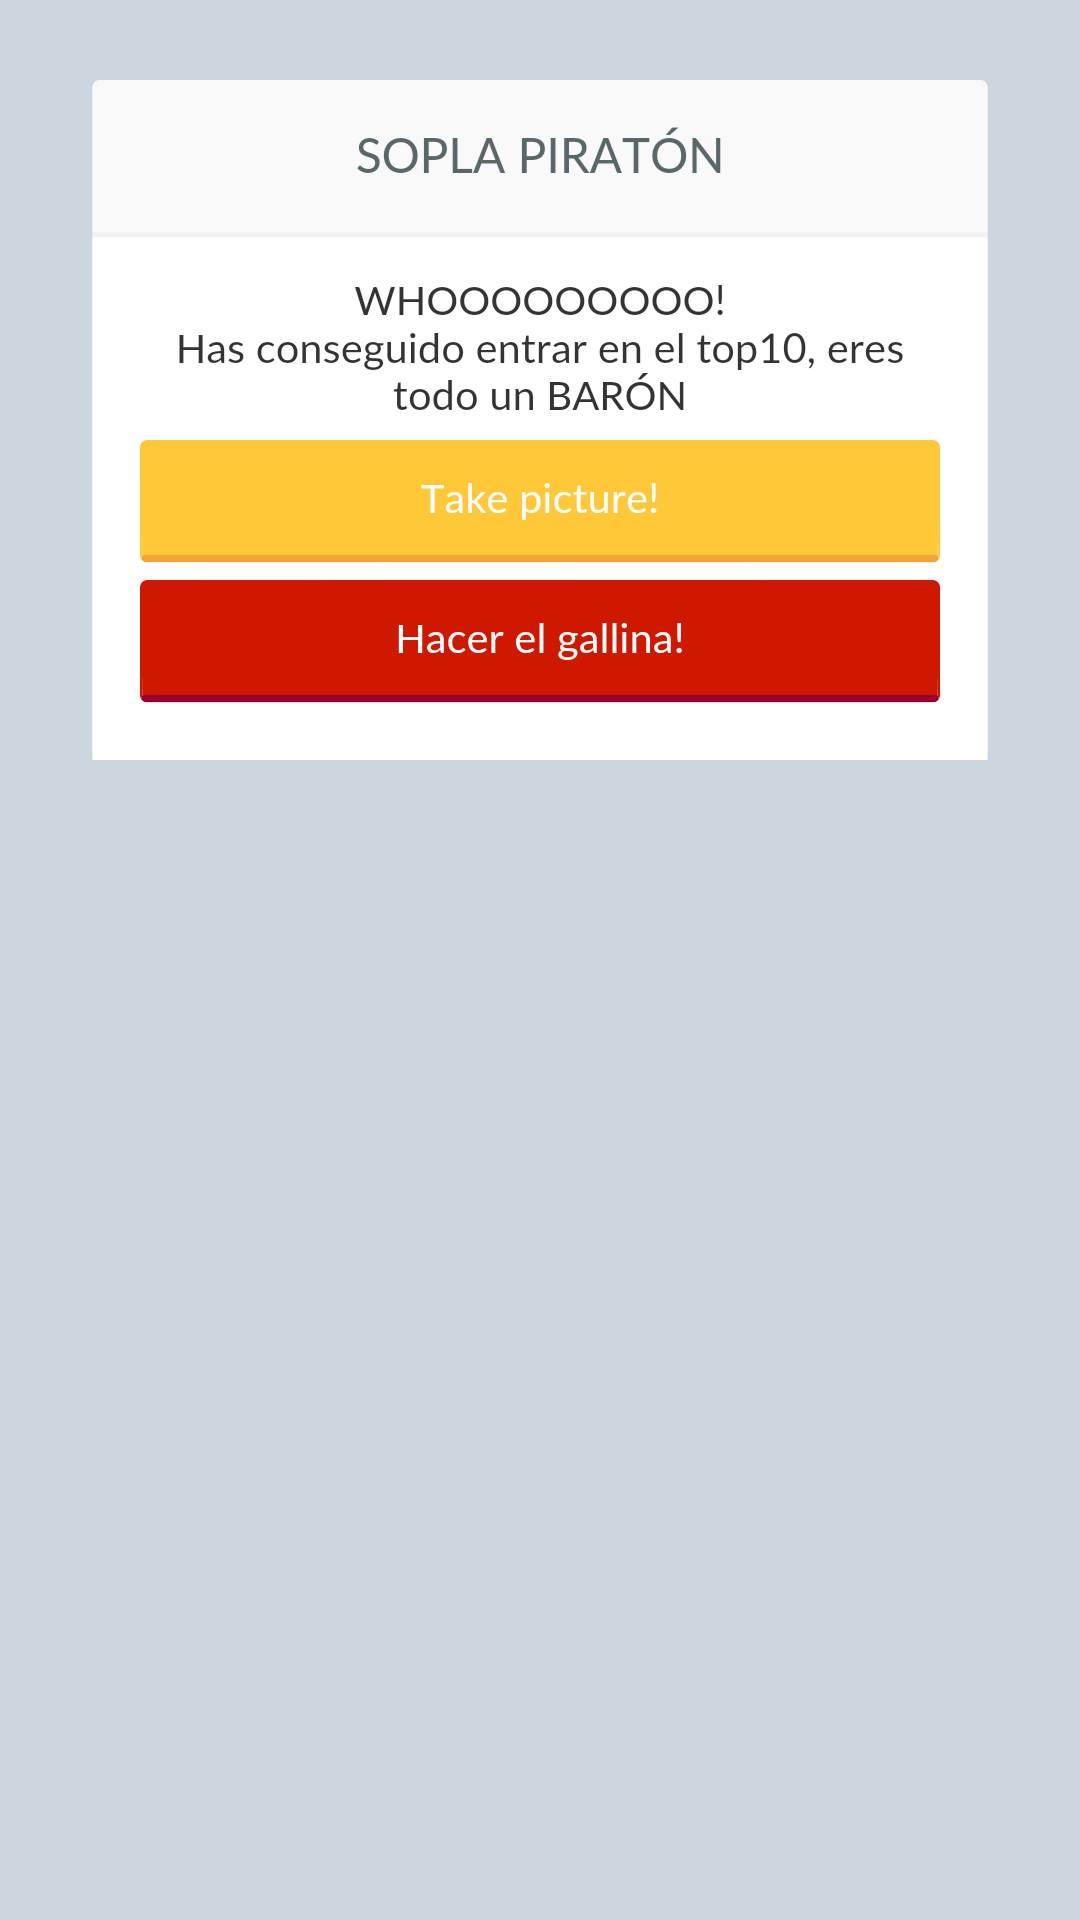 SOPLA PIRATÓN
WHOOOOOOOOO!
Has conseguido entrar en el top10, eres
todo un BARÓN
Take picture!
Hacer el gallina!